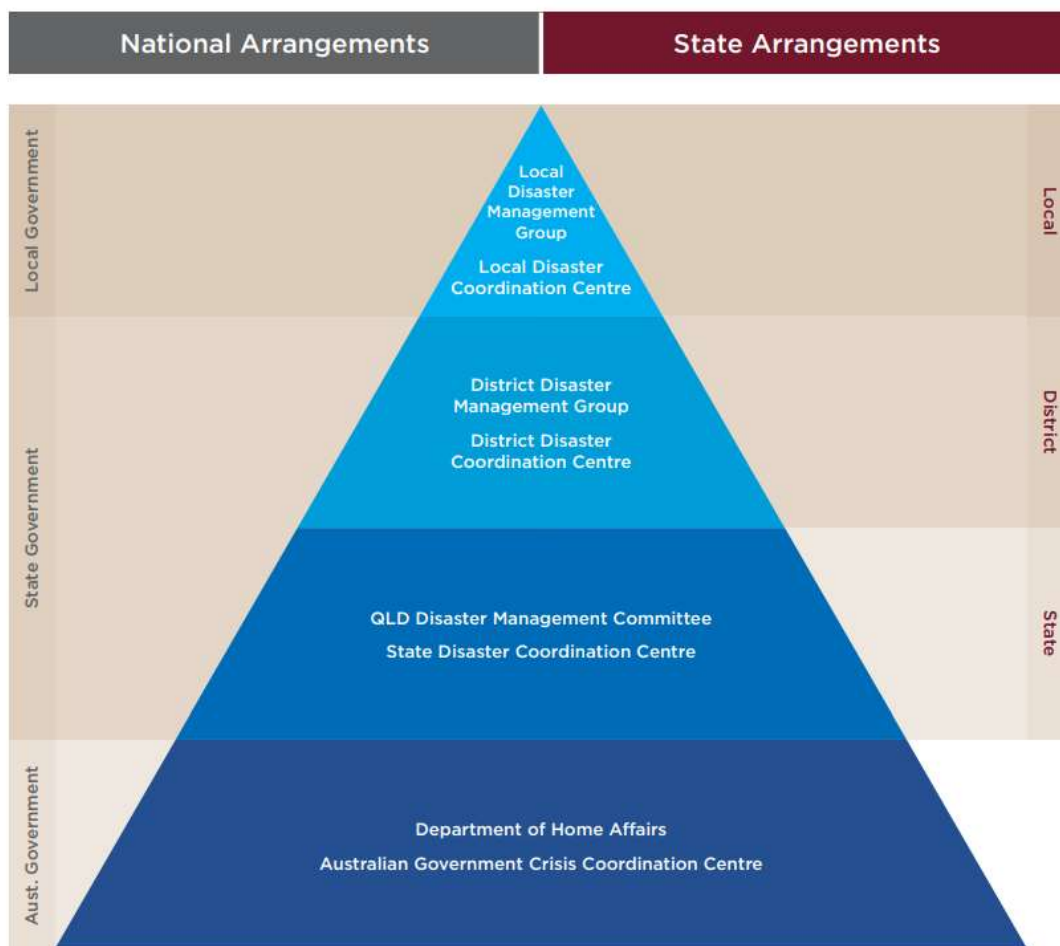 National Arrangements
State Arrangements
Local Government
Local
Disaster
Management
Group
Local Disaster
Coordination Centre
Local
State Government
District Disaster
Management Group
District Disaster
Coordination Centre
District
QLD Disaster Management Committee
State Disaster Coordination Centre
State
Aust. Government
Department of Home Affairs
Australian Government Crisis Coordination Centre